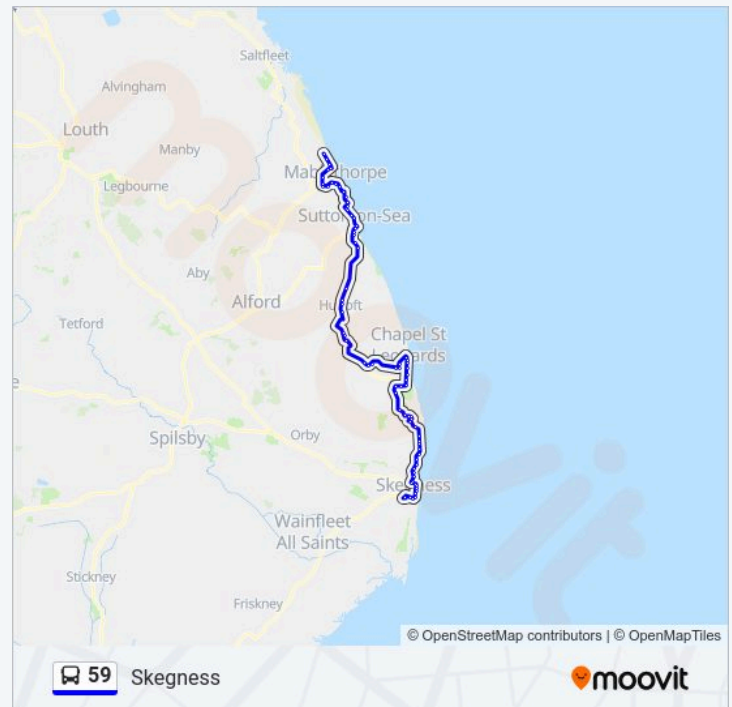 Saltfleet
Alvingham
Louth
Manby
Mablethorpe
Legbourne
Sutton-on-Sea
Aby
Alford
Huttoft
Tetford
Chapel St
Leonards
Spilsby
Orby
Skegness
Wainfleet
All Saints
Stickney
Friskney
moovit
© OpenStreetMap contributors | © OpenMapTiles
59 Skegness
moovit